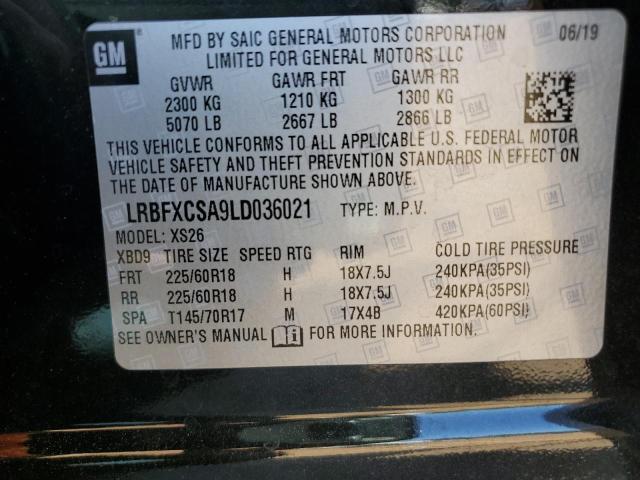 GM
MFD BY SAIC GENERAL MOTORS CORPORATION 06/19
LIMITED FOR GENERAL MOTORS LLC
GVWR GAWR FRT GAWR RR
2300 KG 1210 KG 1300 KG
5070 LB 2667 LB 2866 LB
THIS VEHICLE CONFORMS TO ALL APPLICABLE U.S. FEDERAL MOTOR
VEHICLE SAFETY AND THEFT PREVENTION STANDARDS IN EFFECT ON
THE DATE OF MANUFACTURE SHOWN ABOVE.
LRBFXCSA9LD036021 TYPE: M.P.V.
MODEL: XS26
XBD9 TIRE SIZE SPEED RTG RIM COLD TIRE PRESSURE
FRT 225/60R18 H 18X7.5J 240KPA(35PSI)
RR 225/60R18 H 18X7.5J 240KPA(35PSI)
SPA T145/70R17 M 17X4B 420KPA(60PSI)
SEE OWNER'S MANUAL FOR MORE INFORMATION.